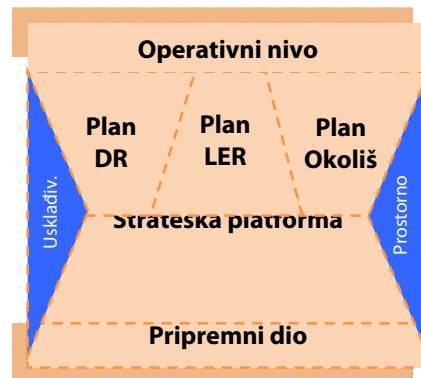 Operativni nivo
Plan
DR
Plan
LER
Plan
Okoliš
Usklađiv.
Prostorno
Strateška platforma
Pripremni dio